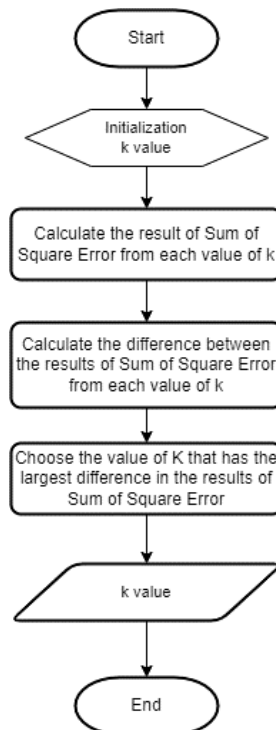 Start
Initialization
k value
Calculate the result of Sum of
Square Error from each value of k
Calculate the difference between
the results of Sum of Square Error
from each value of k
Choose the value of K that has the
largest difference in the results of
Sum of Square Error
k value
End